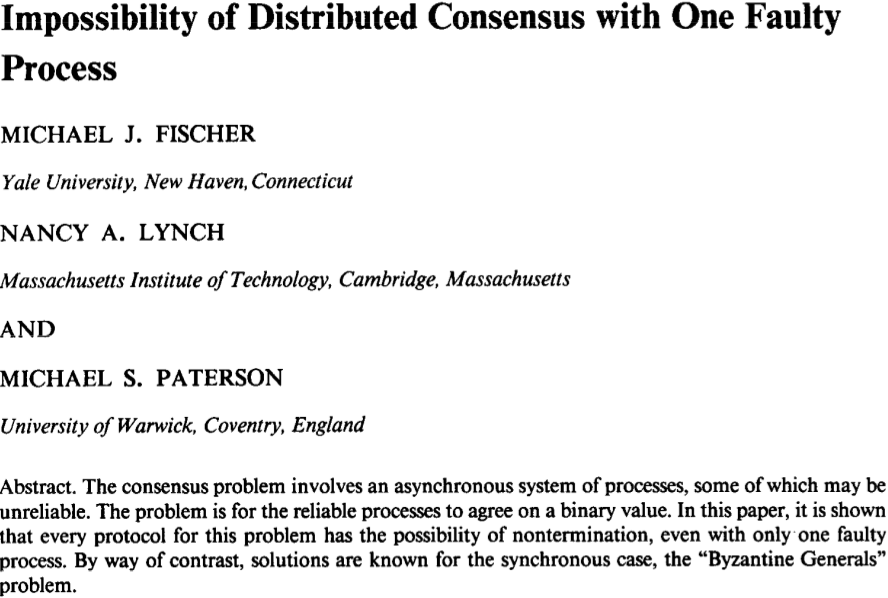 Impossibility of Distributed Consensus with One Faulty
Process
MICHAEL J. FISCHER
Yale University, New Haven, Connecticut
NANCY A. LYNCH
Massachusetts Institute of Technology, Cambridge, Massachusetts
AND
MICHAEL S. PATERSON
University of Warwick, Coventry, England
Abstract. The consensus problem involves an asynchronous system of processes, some of which may be
unreliable. The problem is for the reliable processes to agree on a binary value. In this paper, it is shown
that every protocol for this problem has the possibility of nontermination, even with only one faulty
process. By way of contrast, solutions are known for the synchronous case, the “Byzantine Generals”
problem.